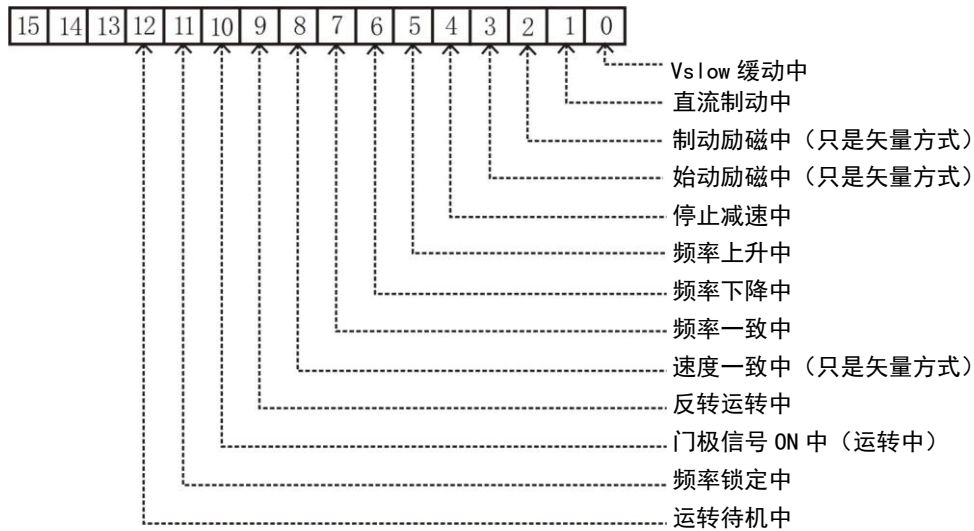 15 14 13 12 11 10 9 8 7 6 5 4 3 2 1 0
Vslow 缓动中
直流制动中
制动励磁中（只是矢量方式）
始动励磁中（只是矢量方式）
停止减速中
频率上升中
频率下降中
频率一致中
速度一致中（只是矢量方式）
反转运转中
门极信号 ON 中（运转中）
频率锁定中
运转待机中